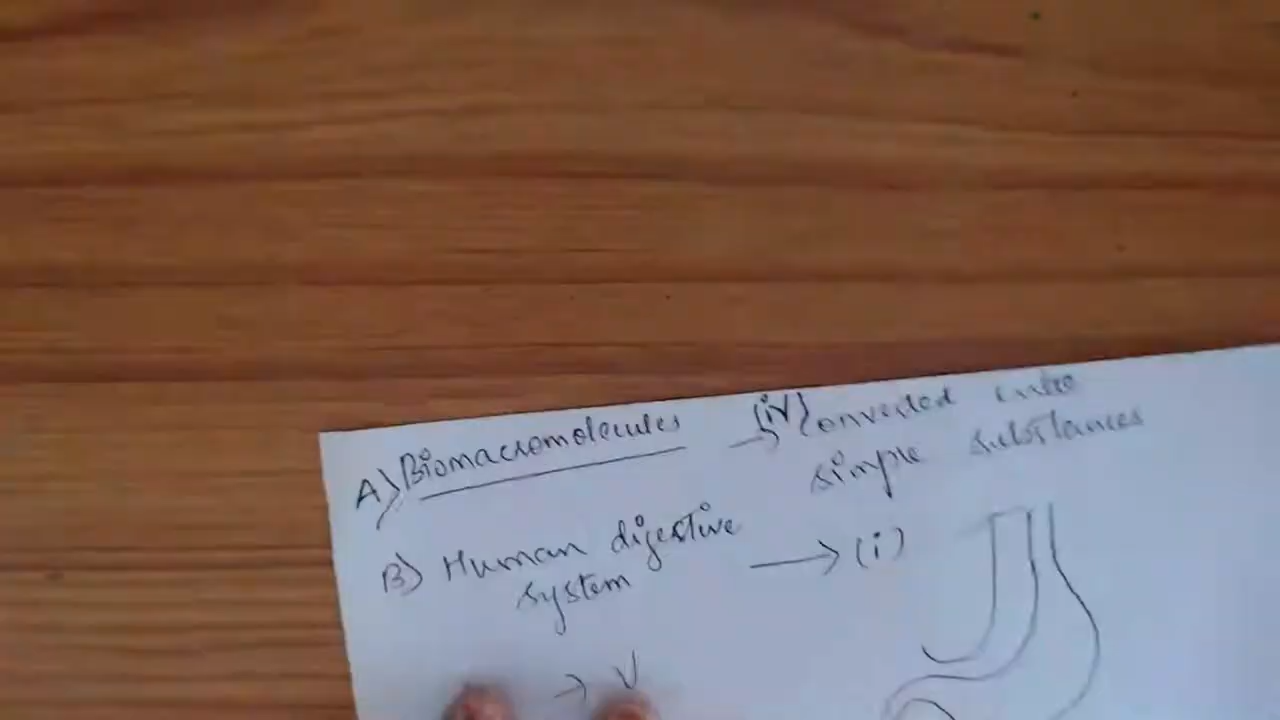 A) Biomacromolecules → (iv) Converted into
simple substances
B) Human digestive → (i)
system
→ V